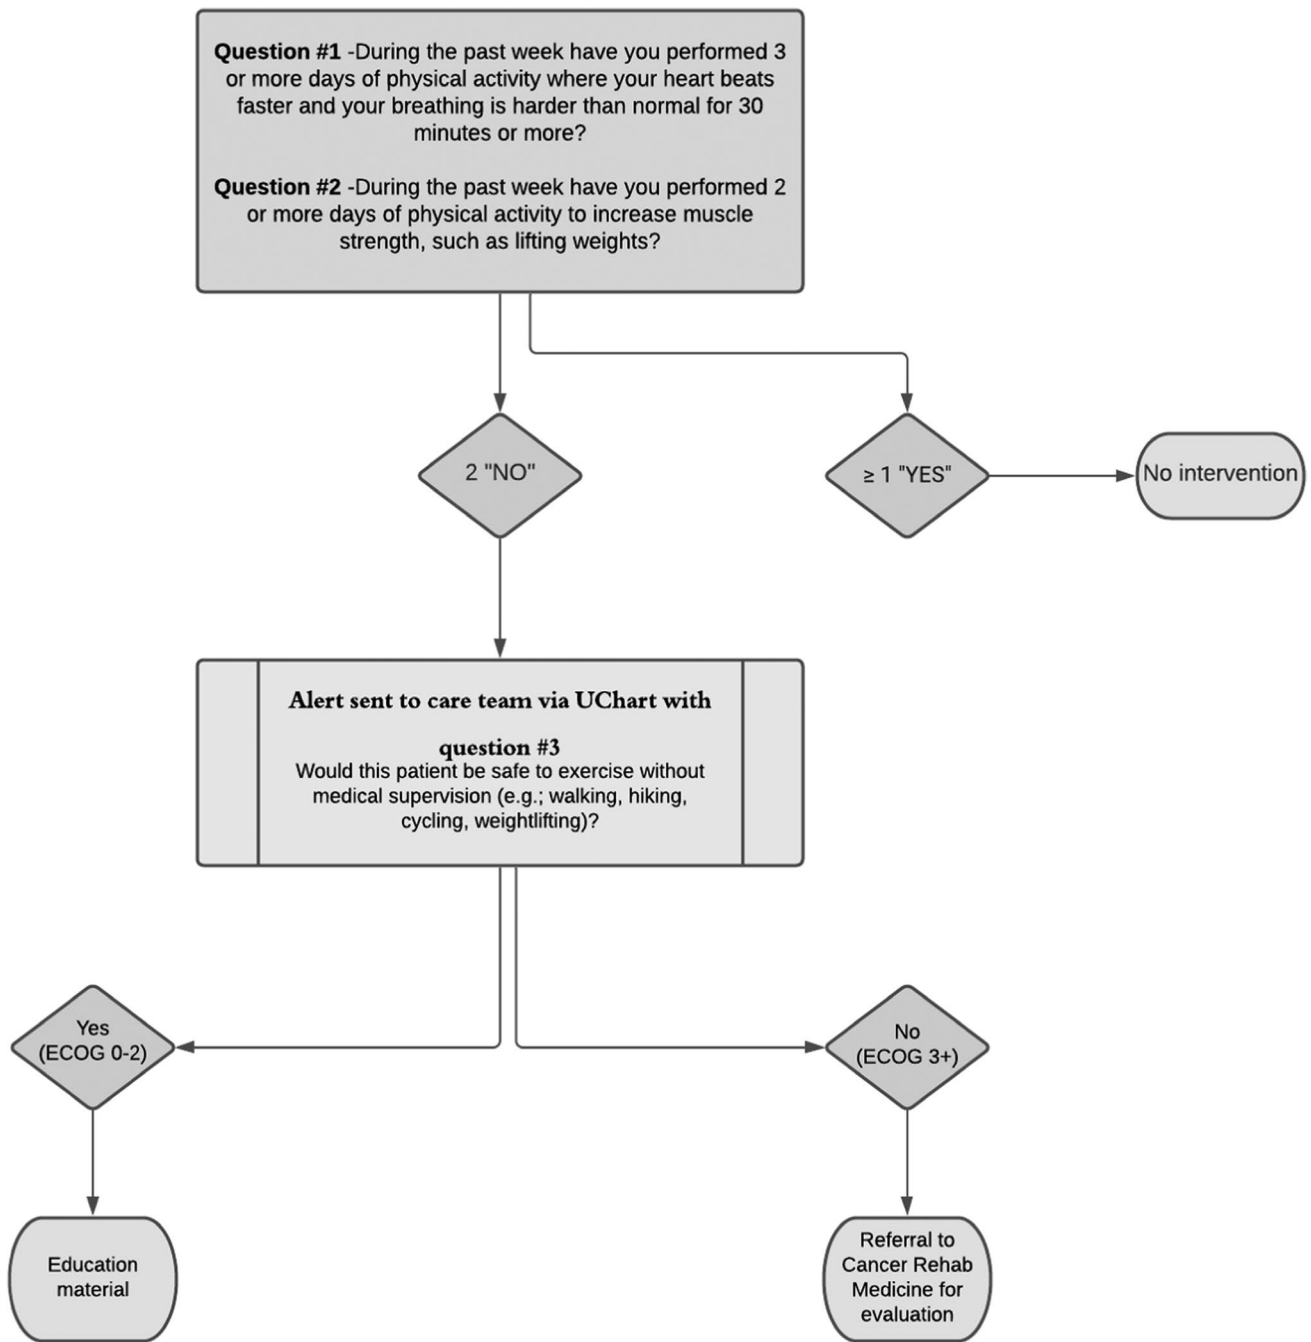 Question #1 -During the past week have you performed 3
or more days of physical activity where your heart beats
faster and your breathing is harder than normal for 30
minutes or more?
Question #2 -During the past week have you performed 2
or more days of physical activity to increase muscle
strength, such as lifting weights?
2 "NO"
≥ 1 "YES"
No intervention
Alert sent to care team via UChart with
question #3
Would this patient be safe to exercise without
medical supervision (e.g.; walking, hiking,
cycling, weightlifting)?
Yes
(ECOG 0-2)
No
(ECOG 3+)
Education
material
Referral to
Cancer Rehab
Medicine for
evaluation